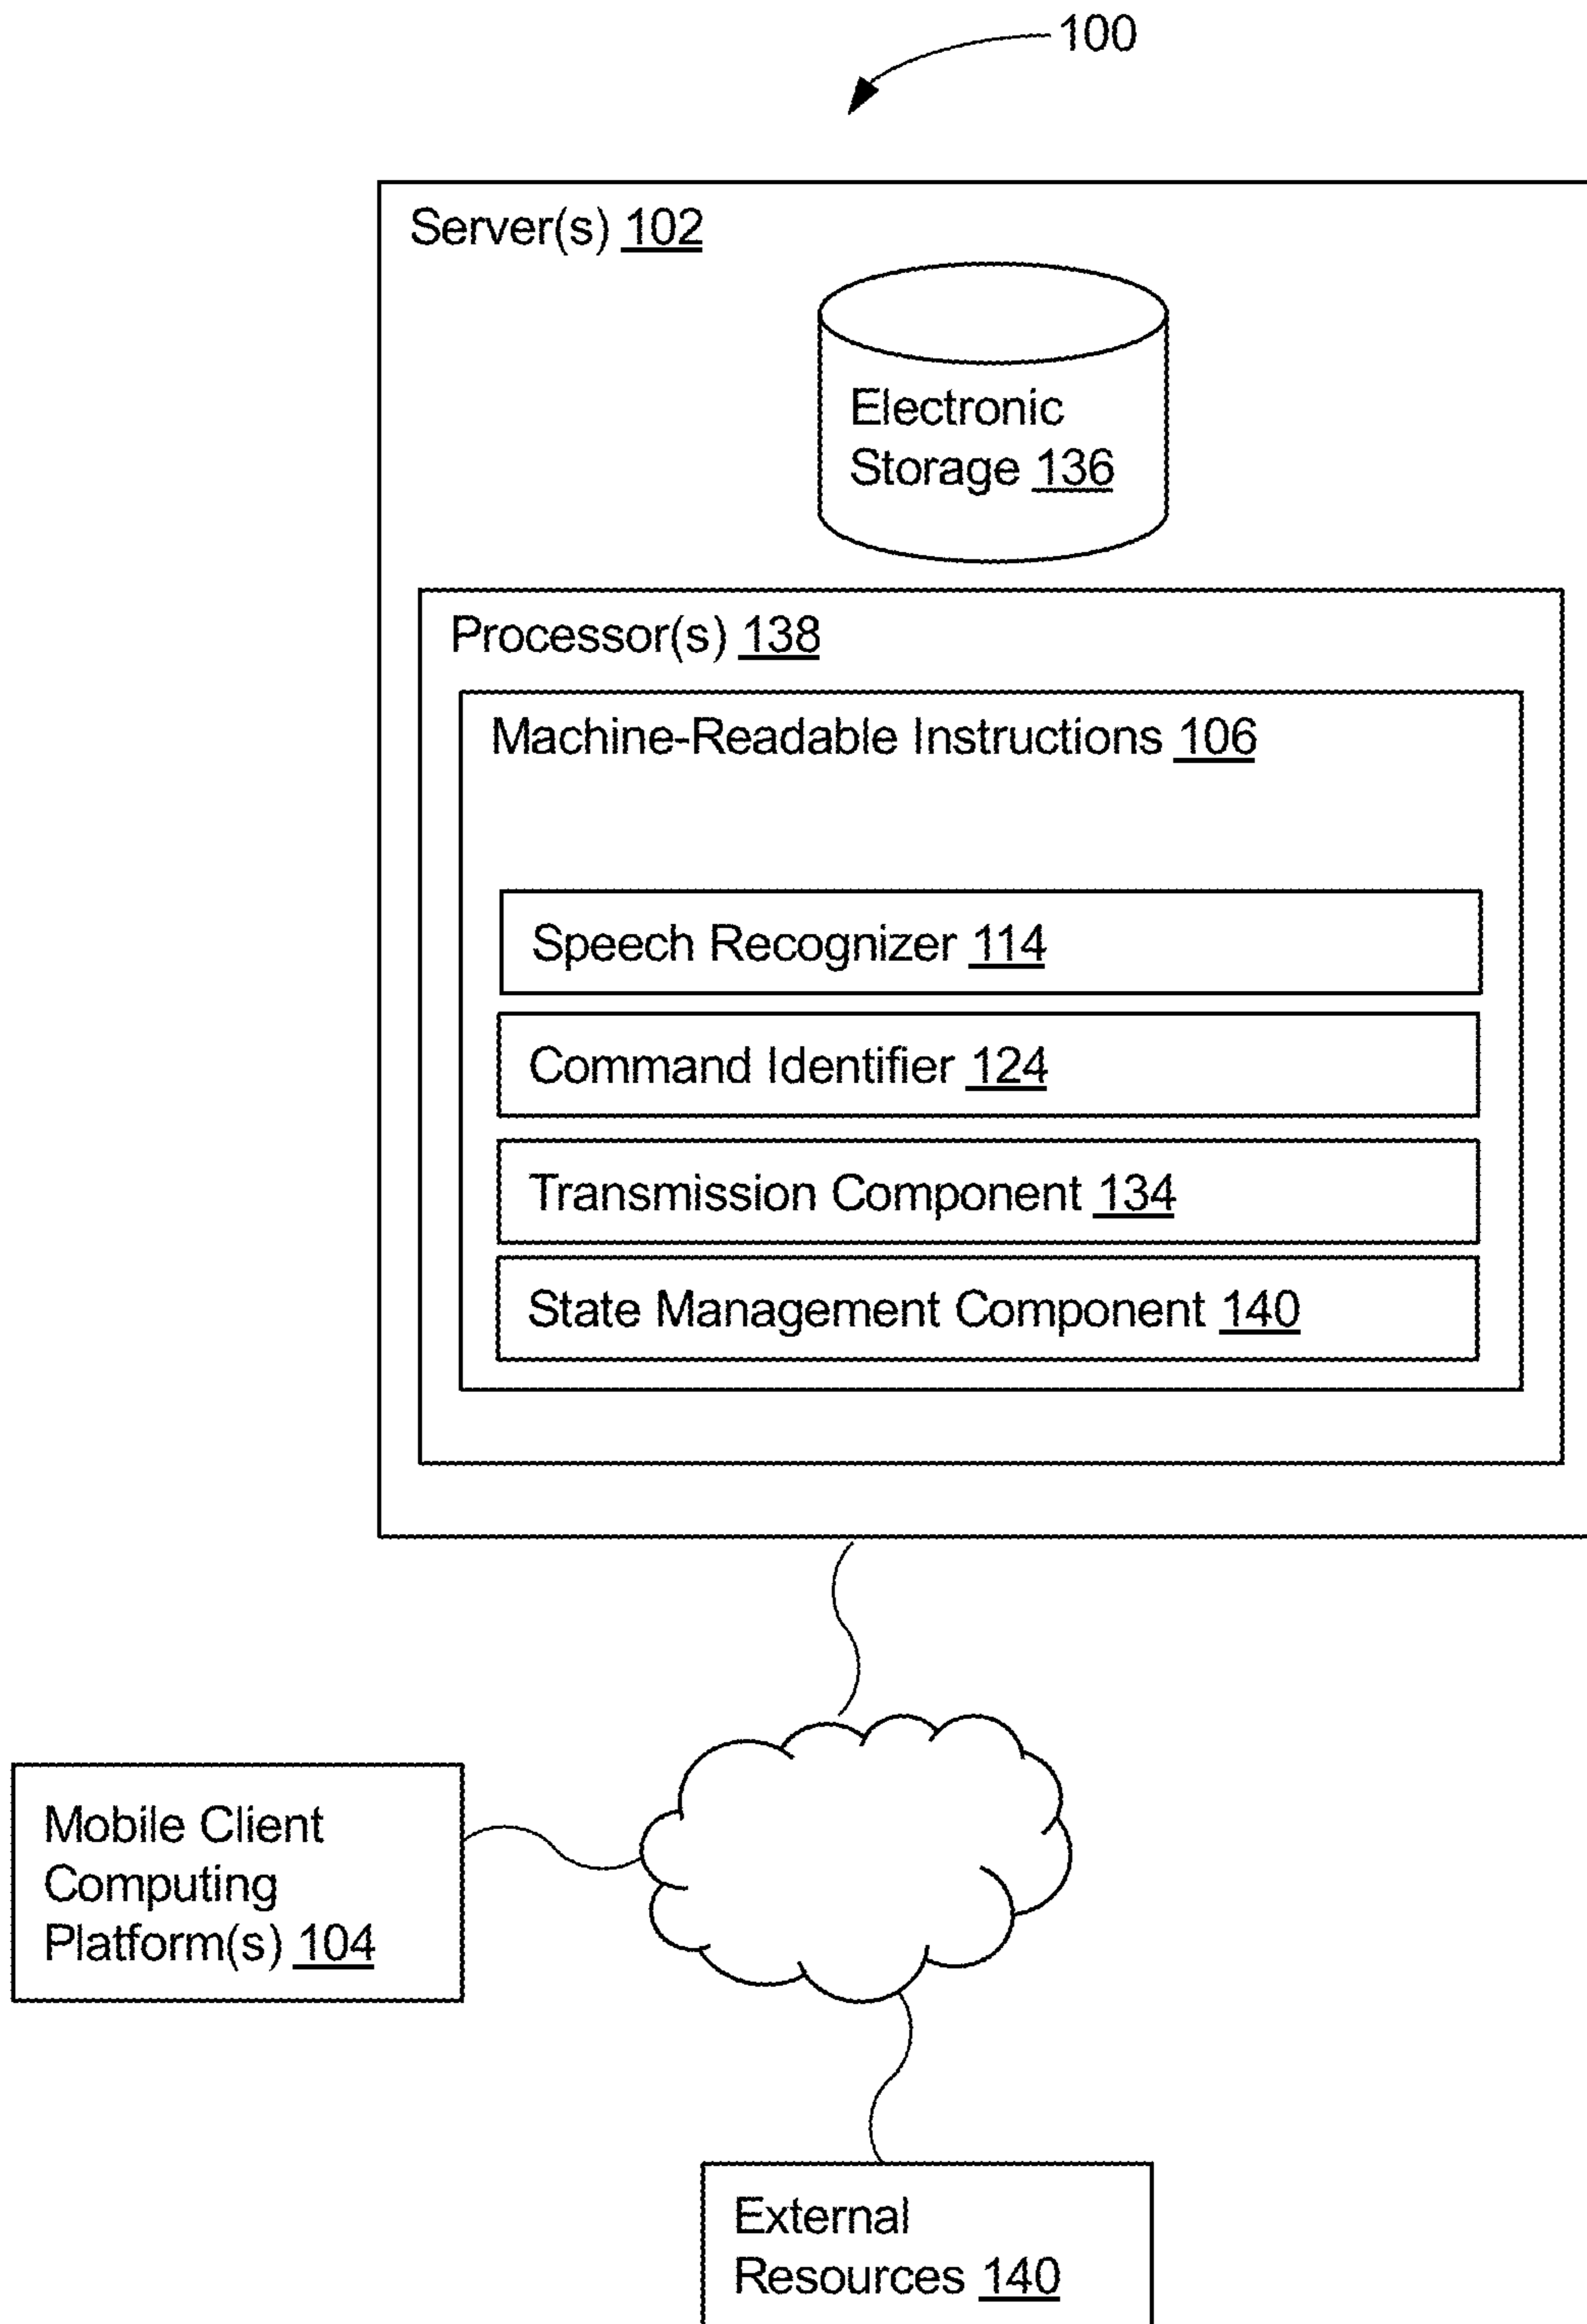 100
Server(s) 102
Electronic
Storage 136
Processor(s) 138
Machine-Readable Instructions 106
Speech Recognizer 114
Command Identifier 124
Transmission Component 134
State Management Component 140
Mobile Client
Computing
Platform(s) 104
External
Resources 140